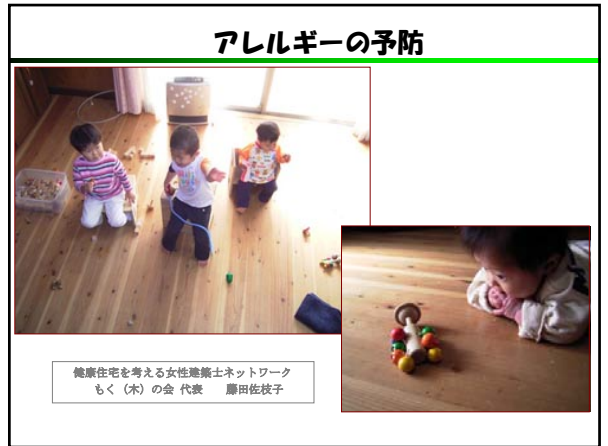 アレルギーの予防
健康住宅を考える女性建築士ネットワーク
もく（木）の会 代表　藤田佐枝子